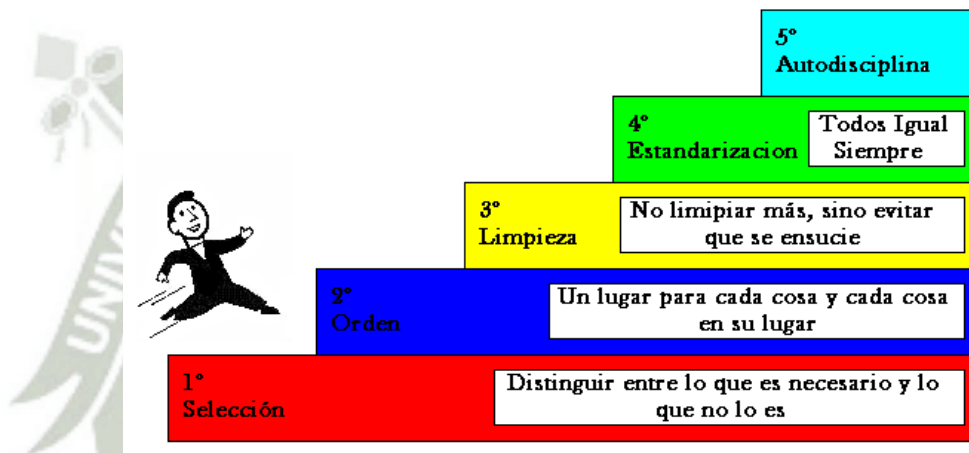 5°
Autodisciplina
4°
Estandarizacion
Todos Igual
Siempre
3°
Limpieza
No limipiar más, sino evitar
que se ensucie
2°
Orden
Un lugar para cada cosa y cada cosa
en su lugar
1°
Selección
Distinguir entre lo que es necesario y lo
que no lo es